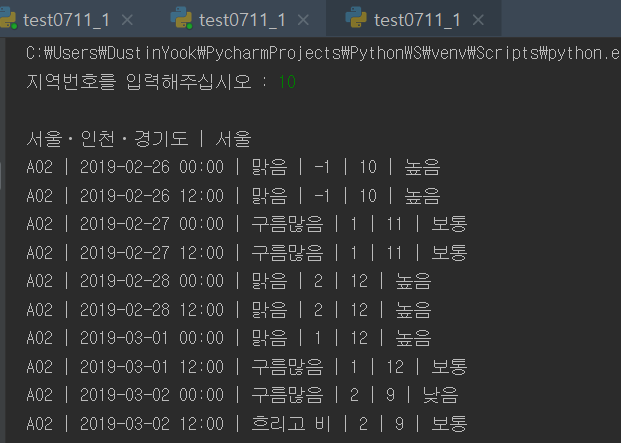 test0711_1 × test0711_1 × test0711_1 ×
C:₩Users₩DustinYook₩PycharmProjects₩Python₩S₩venv₩Scripts₩python.e
지역번호를 입력해주십시오 : 10
서울·인천·경기도 | 서울
A02 | 2019-02-26 00:00 | 맑음 | -1 | 10 | 높음
A02 | 2019-02-26 12:00 | 맑음 | -1 | 10 | 높음
A02 | 2019-02-27 00:00 | 구름많음 | 1 | 11 | 보통
A02 | 2019-02-27 12:00 | 구름많음 | 1 | 11 | 보통
A02 | 2019-02-28 00:00 | 맑음 | 2 | 12 | 높음
A02 | 2019-02-28 12:00 | 맑음 | 2 | 12 | 높음
A02 | 2019-03-01 00:00 | 맑음 | 1 | 12 | 높음
A02 | 2019-03-01 12:00 | 구름많음 | 1 | 12 | 보통
A02 | 2019-03-02 00:00 | 구름많음 | 2 | 9 | 낮음
A02 | 2019-03-02 12:00 | 흐리고 비 | 2 | 9 | 보통